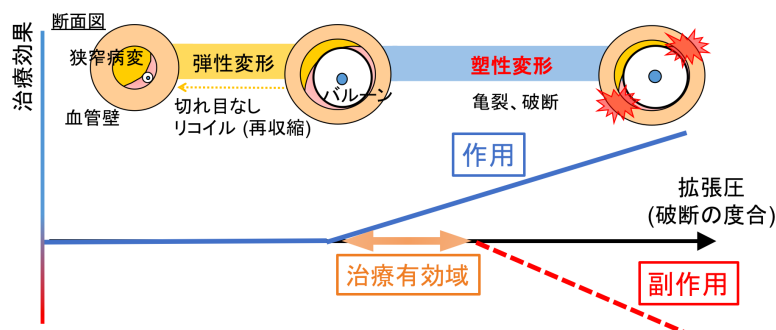 断面図
治療効果
狭窄病変
血管壁
弾性変形
切れ目なし
リコイル (再収縮)
バルーン
塑性変形
亀裂、破断
作用
拡張圧
(破断の度合)
治療有効域
副作用